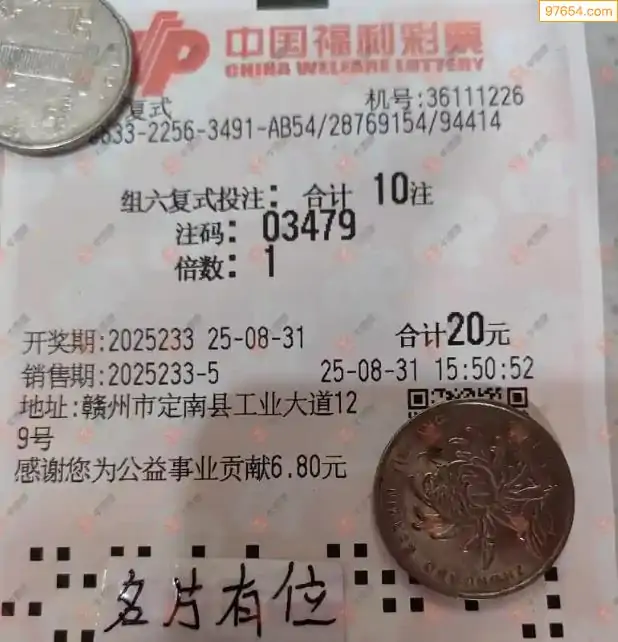 97654.com
中国福利彩票
CHINA WELFARE LOTTERY
复式
机号:36111226
633-2256-3491-AB54/28769154/94414
组六复式投注: 合计 10注
注码: 03479
倍数: 1
开奖期:2025233 25-08-31 合计20元
销售期:2025233-5 25-08-31 15:50:52
地址:赣州市定南县工业大道12
9号
感谢您为公益事业贡献6.80元
名片有位